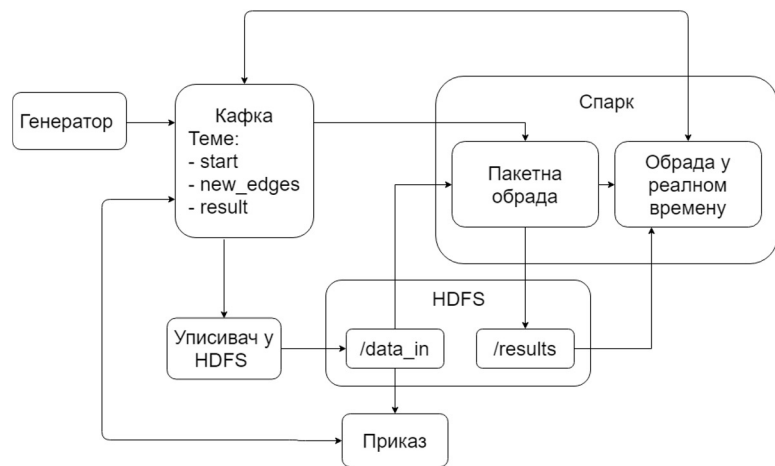 Спарк
Генератор
Кафка
Теме:
- start
- new_edges
- result
Пакетна
обрада
Обрада у
реалном
времену
HDFS
Уписивач у
HDFS
/data_in
/results
Приказ